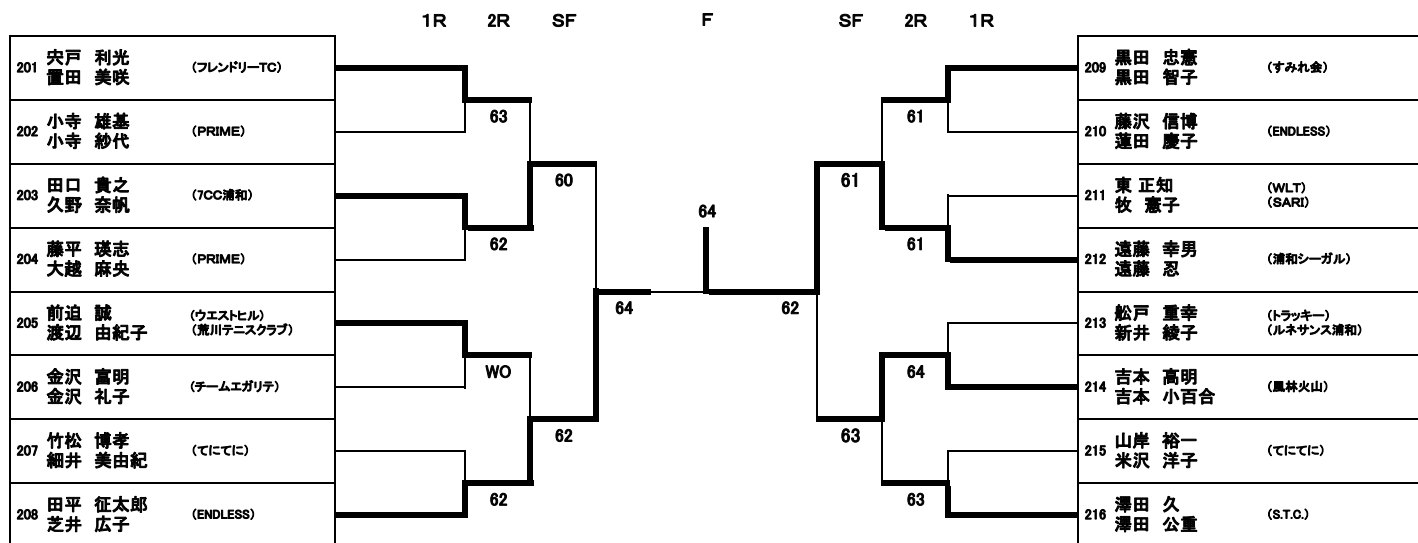 1R 2R SF F SF 2R 1R
201 宍戸 利光 (フレンドリーTC)
置田 美咲
202 小寺 雄基 (PRIME)
小寺 紗代
203 田口 貴之 (7CC浦和)
久野 奈帆
204 藤平 瑛志 (PRIME)
大越 麻央
205 前迫 誠 (ウエストヒル)
渡辺 由紀子 (荒川テニスクラブ)
206 金沢 富明 (チームエガリテ)
金沢 礼子
207 竹松 博孝 (てにてに)
細井 美由紀
208 田平 征太郎 (ENDLESS)
芝井 広子
63
62
WO
62
60
62
64
64
62
61
63
61
61
64
63
209 黒田 忠憲 (すみれ会)
黒田 智子
210 藤沢 信博 (ENDLESS)
蓮田 慶子
211 東 正知 (WLT)
牧 憲子 (SARI)
212 遠藤 幸男 (浦和シーガル)
遠藤 忍
213 舩戸 重幸 (トラッキー)
新井 綾子 (ルネサンス浦和)
214 吉本 高明 (風林火山)
吉本 小百合
215 山岸 裕一 (てにてに)
米沢 洋子
216 澤田 久 (S.T.C.)
澤田 公重